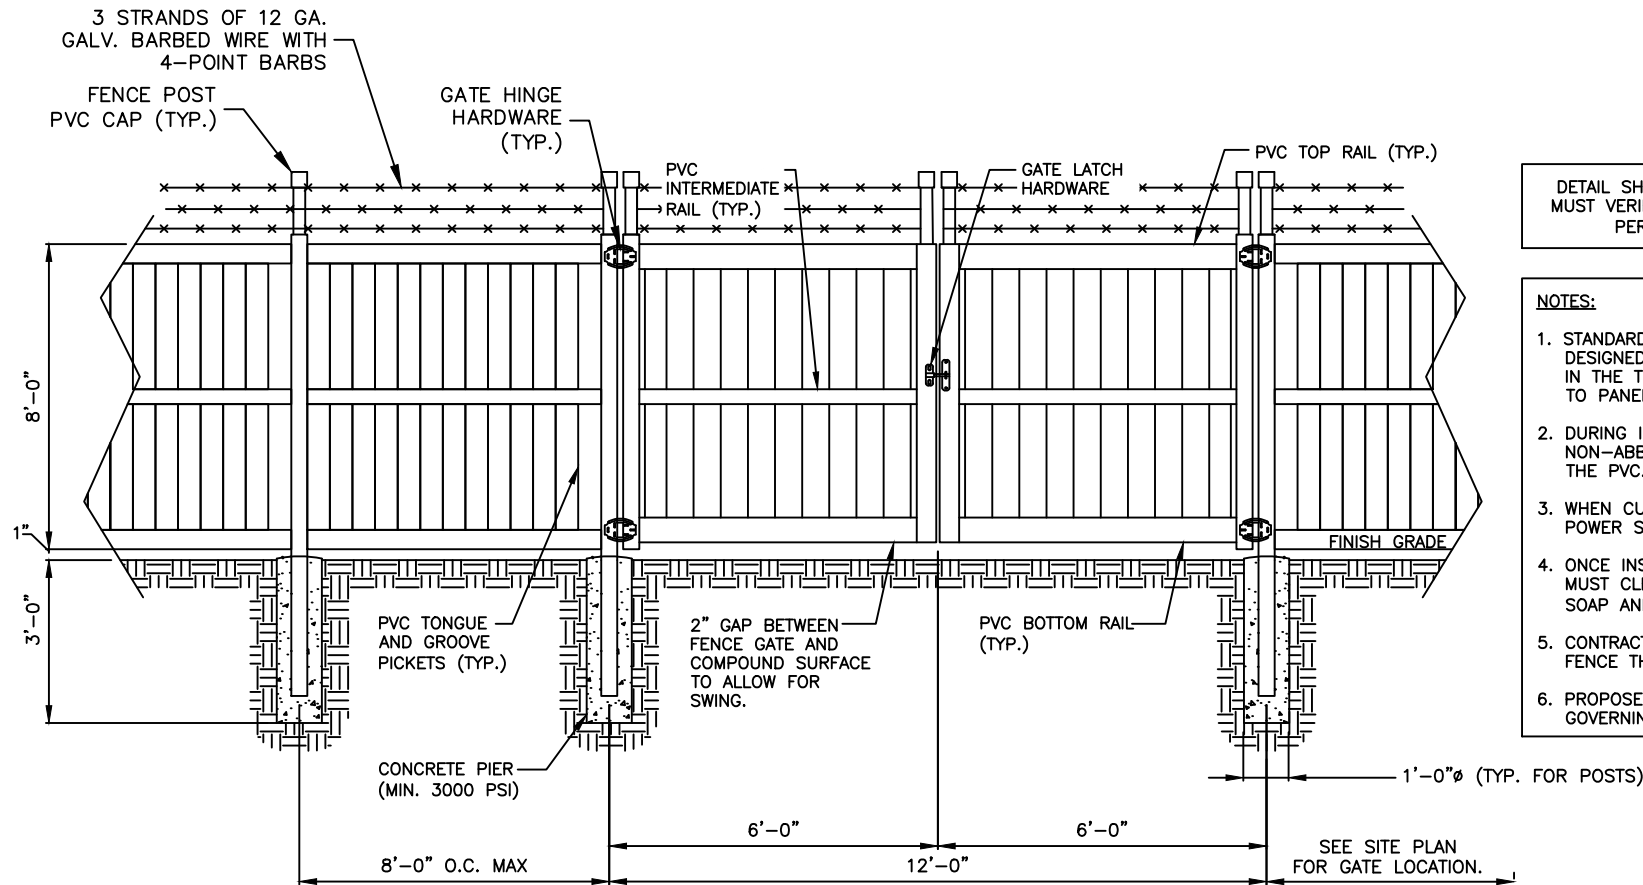 3 STRANDS OF 12 GA.
GALV. BARBED WIRE WITH
4-POINT BARBS
FENCE POST
PVC CAP (TYP.)
GATE HINGE
HARDWARE
(TYP.)
PVC
INTERMEDIATE
RAIL (TYP.)
GATE LATCH
HARDWARE
PVC TOP RAIL (TYP.)
8'-0"
1"
3'-0"
FINISH GRADE
PVC TONGUE
AND GROOVE
PICKETS (TYP.)
2" GAP BETWEEN
FENCE GATE AND
COMPOUND SURFACE
TO ALLOW FOR
SWING.
PVC BOTTOM RAIL
(TYP.)
CONCRETE PIER
(MIN. 3000 PSI)
1'-0"ø (TYP. FOR POSTS)
6'-0"
6'-0"
8'-0" O.C. MAX
12'-0"
SEE SITE PLAN
FOR GATE LOCATION.
DETAIL SH
MUST VERI
PER
NOTES:
1. STANDARD
DESIGNED
IN THE T
TO PANE
2. DURING I
NON-ABB
THE PVC.
3. WHEN CU
POWER S
4. ONCE INS
MUST CLE
SOAP AN
5. CONTRACT
FENCE TH
6. PROPOSE
GOVERNIN